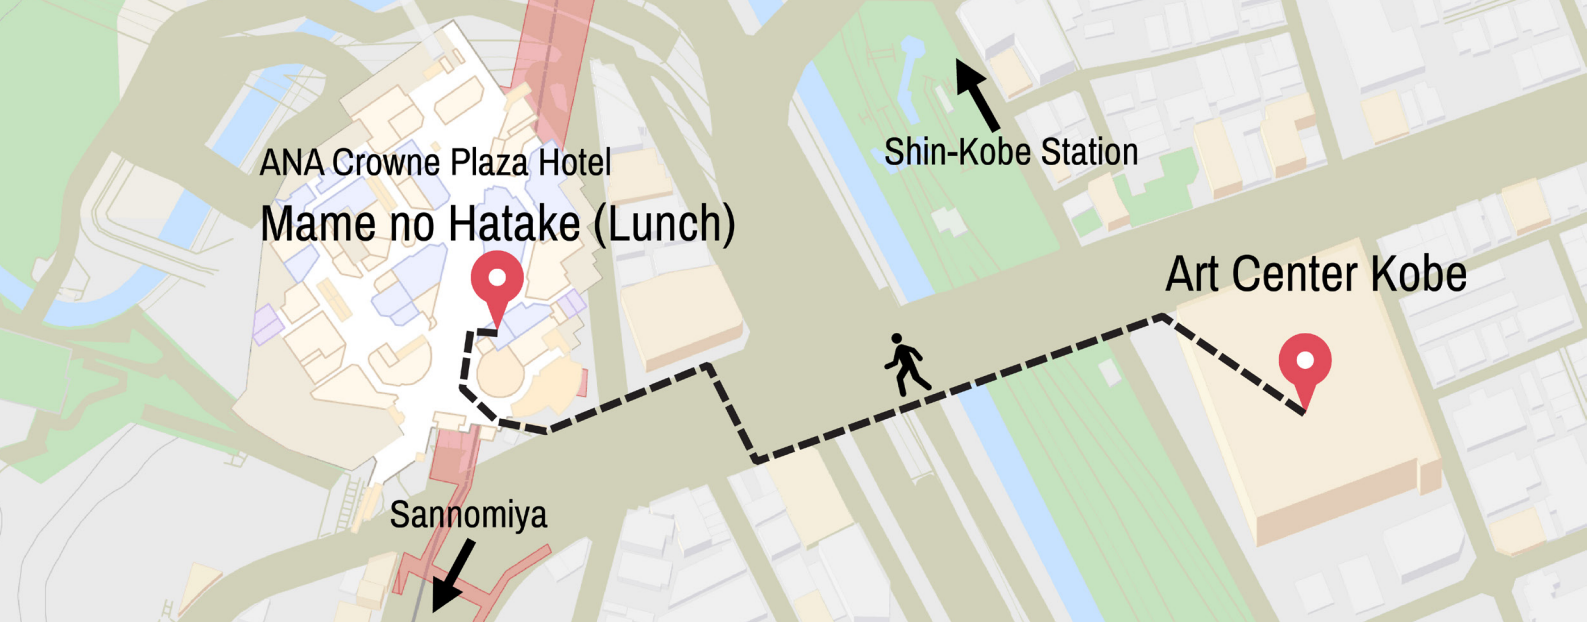 ANA Crowne Plaza Hotel
Mame no Hatake (Lunch)
Shin-Kobe Station
Art Center Kobe
Sannomiya